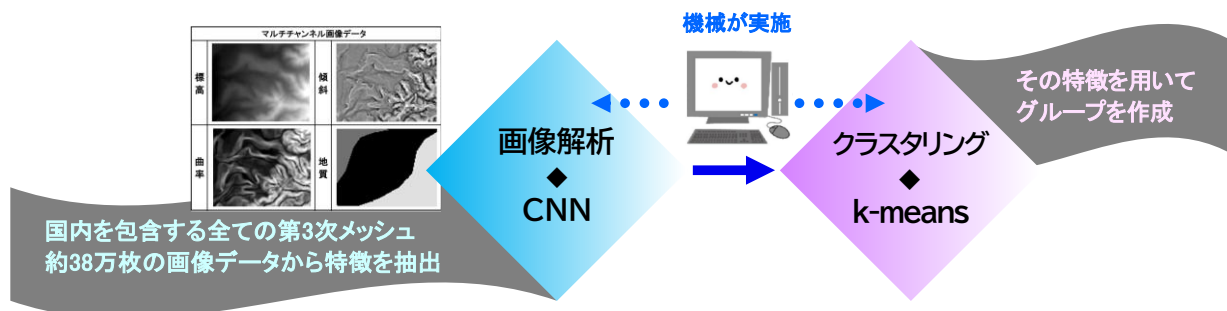 マルチチャンネル画像データ
標高
傾斜
曲率
地質
国内を包含する全ての第3次メッシュ
約38万枚の画像データから特徴を抽出
画像解析
◆
CNN
機械が実施
クラスタリング
◆
k-means
その特徴を用いて
グループを作成